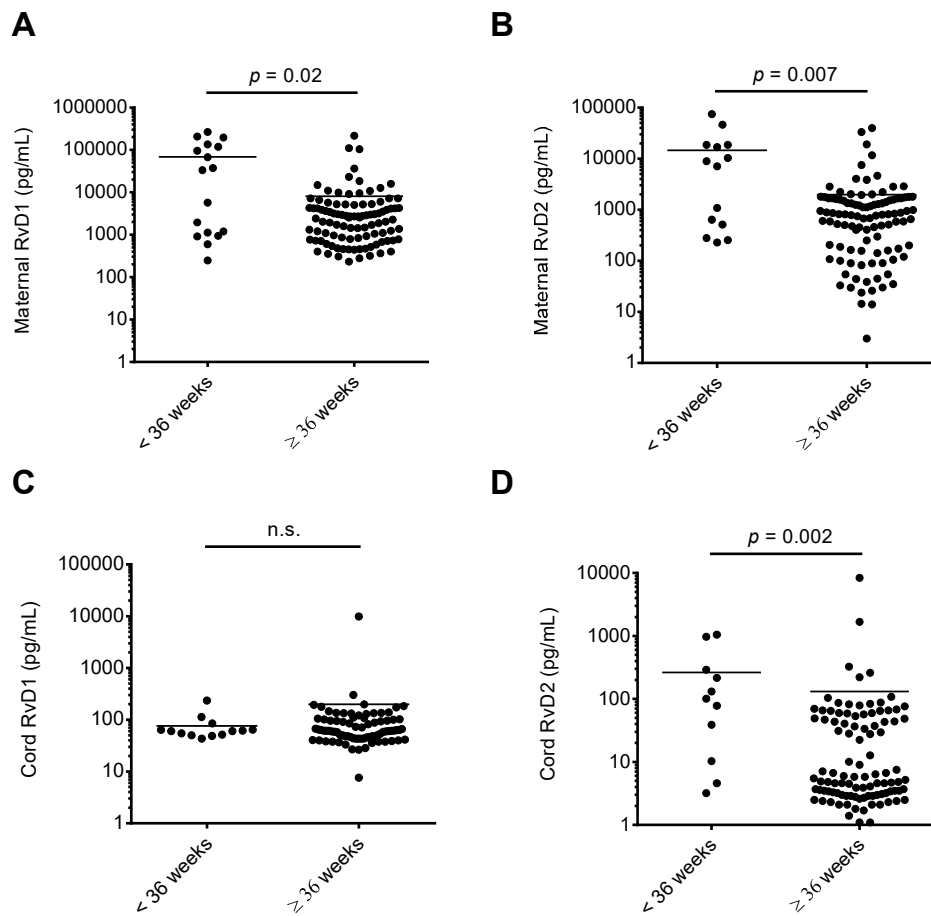 A
p = 0.02
Maternal RvD1 (pg/mL)
1000000
100000
10000
1000
100
10
1
< 36 weeks
≥ 36 weeks
B
p = 0.007
Maternal RvD2 (pg/mL)
100000
10000
1000
100
10
1
< 36 weeks
≥ 36 weeks
C
n.s.
Cord RvD1 (pg/mL)
100000
10000
1000
100
10
1
< 36 weeks
≥ 36 weeks
D
p = 0.002
Cord RvD2 (pg/mL)
10000
1000
100
10
1
< 36 weeks
≥ 36 weeks